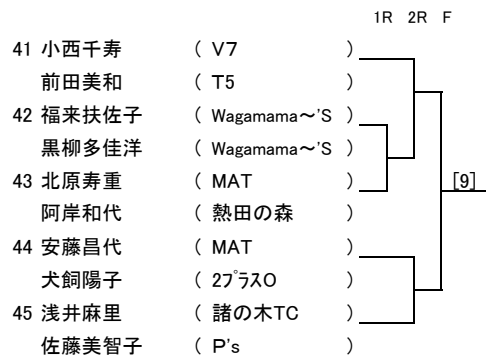 1R 2R F
41 小西千寿 ( V7 )
前田美和 ( T5 )
42 福来扶佐子 ( Wagamama～'S )
黒柳多佳洋 ( Wagamama～'S )
43 北原寿重 ( MAT )
阿岸和代 ( 熱田の森 )
[9]
44 安藤昌代 ( MAT )
犬飼陽子 ( 2ﾌﾟﾗｽO )
45 浅井麻里 ( 諸の木TC )
佐藤美智子 ( P's )